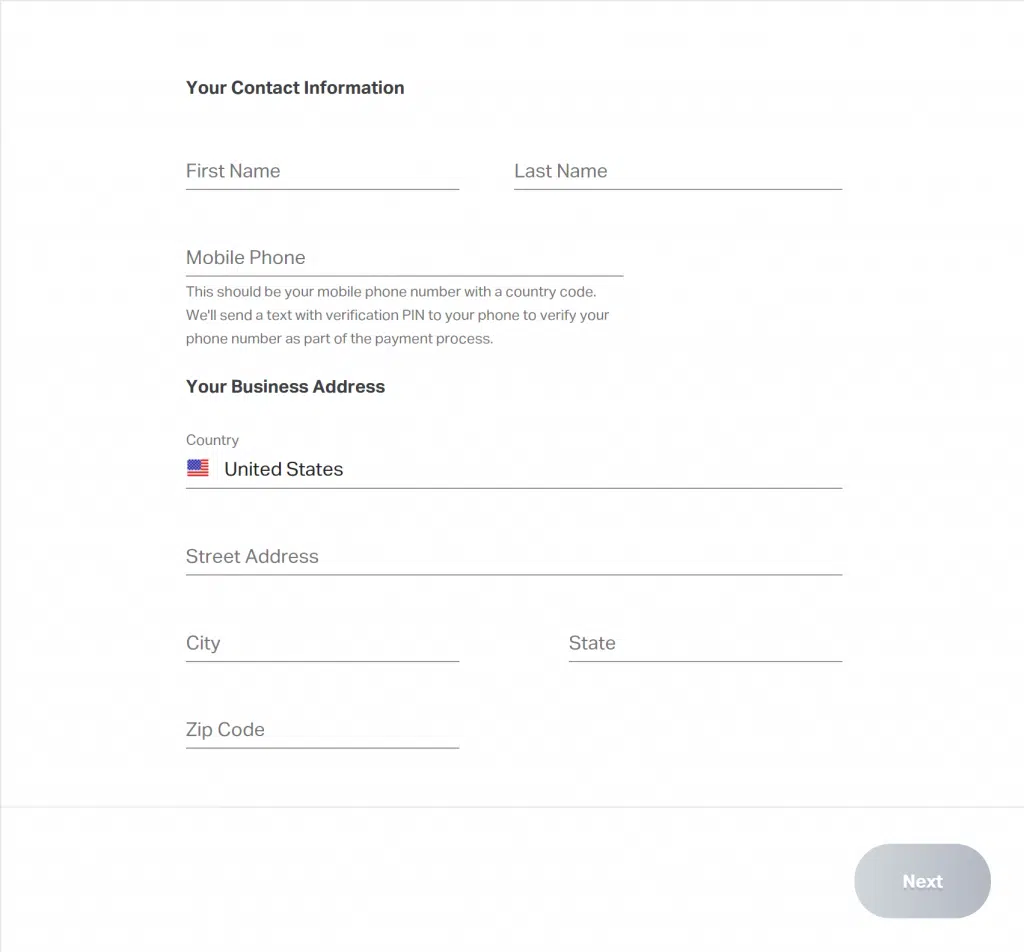 Your Contact Information
First Name
Last Name
Mobile Phone
This should be your mobile phone number with a country code.
We'll send a text with verification PIN to your phone to verify your
phone number as part of the payment process.
Your Business Address
Country
United States
Street Address
City
State
Zip Code
Next